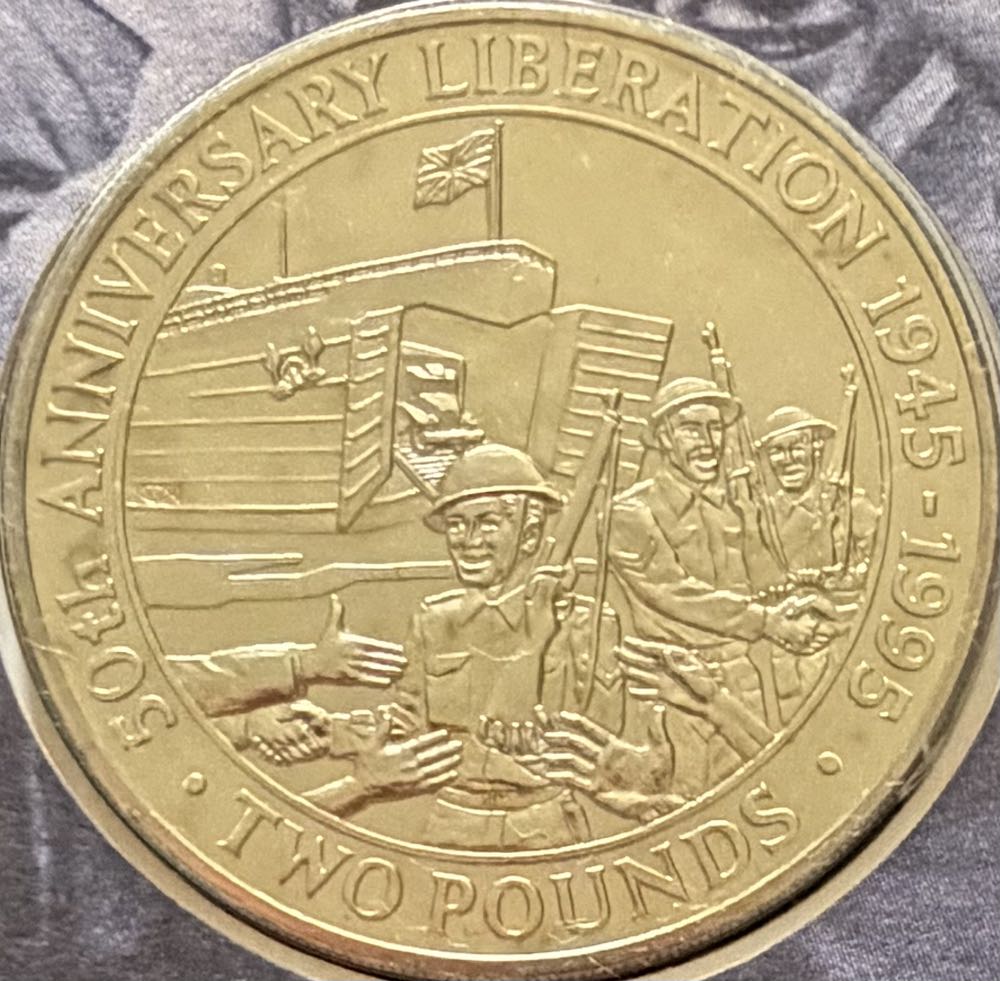 50th ANNIVERSARY LIBERATION 1945-1995
· TWO POUNDS ·